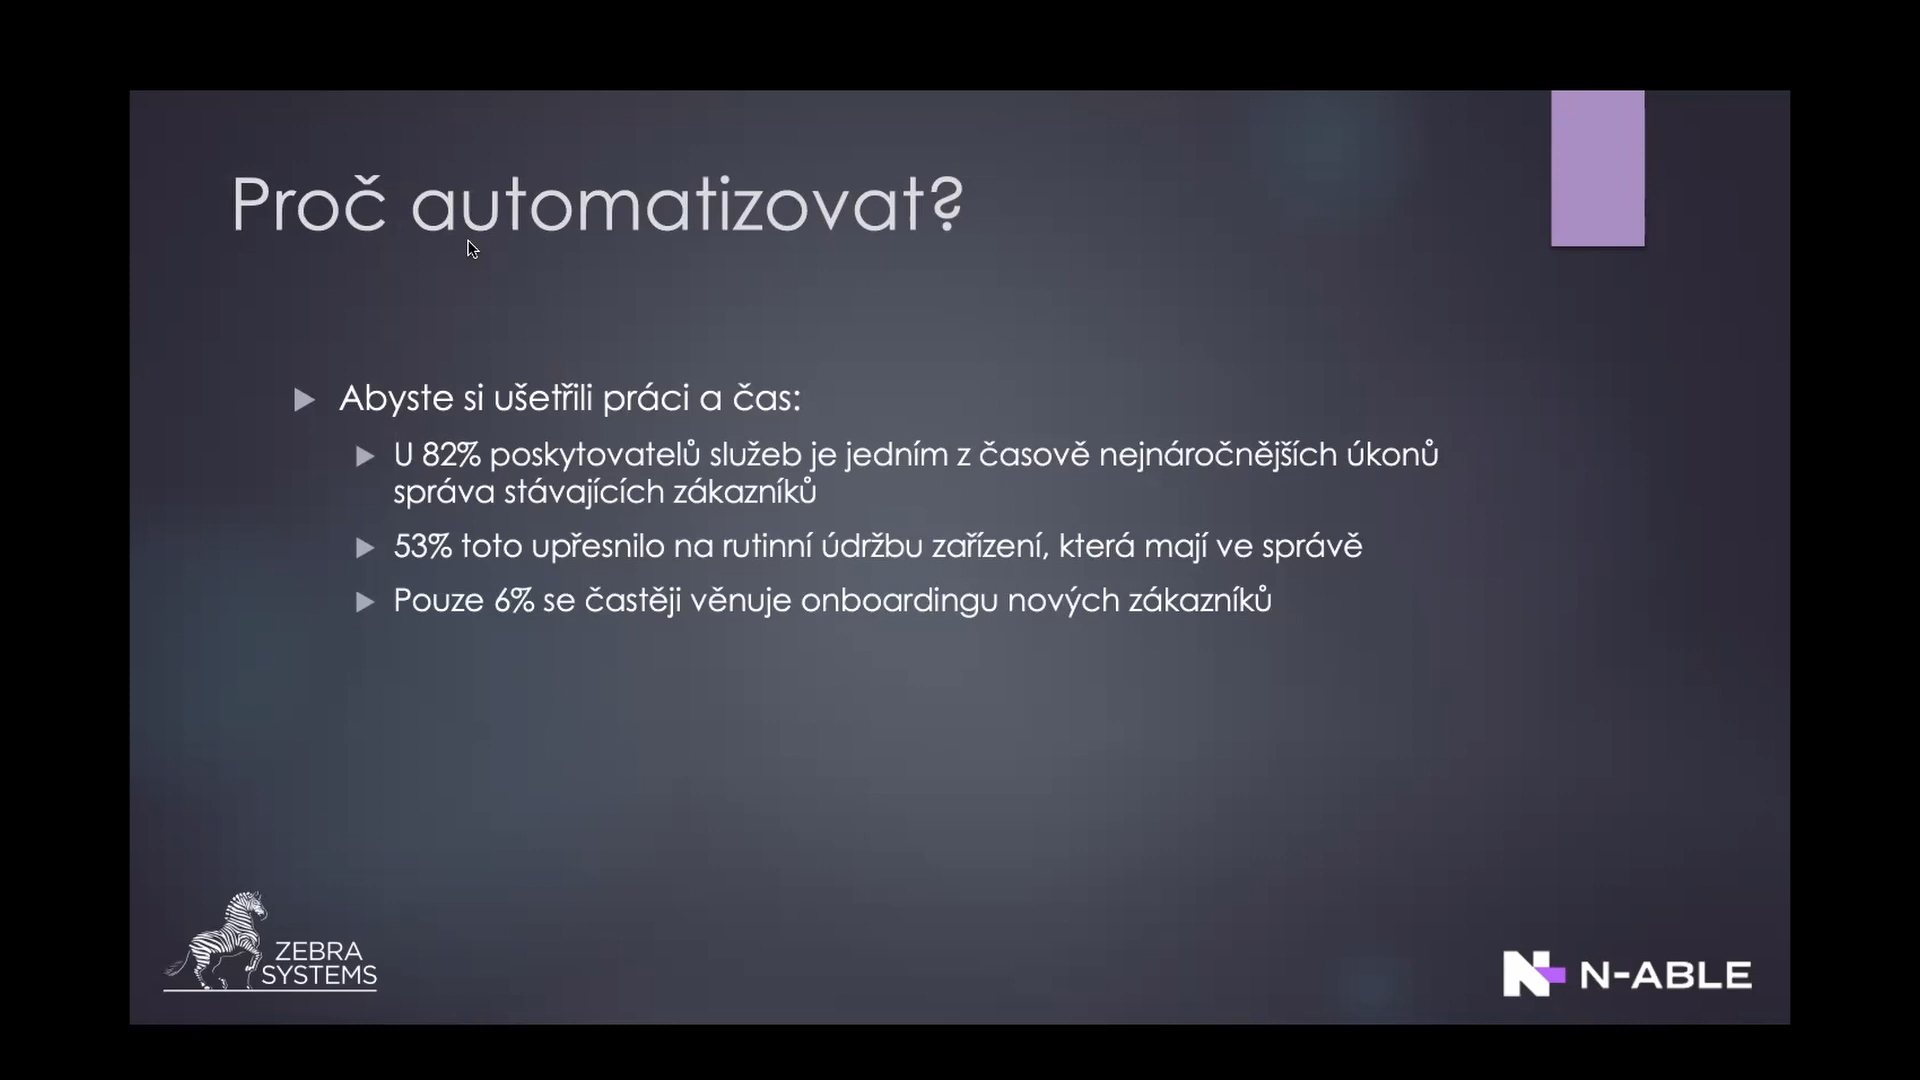 Proč automatizovat?
Abyste si ušetřili práci a čas:
U 82% poskytovatelů služeb je jedním z časově nejnáročnějších úkonů
správa stávajících zákazníků
53% toto upřesnilo na rutinní údržbu zařízení, která mají ve správě
Pouze 6% se častěji věnuje onboardingu nových zákazníků
ZEBRA
SYSTEMS
N-ABLE